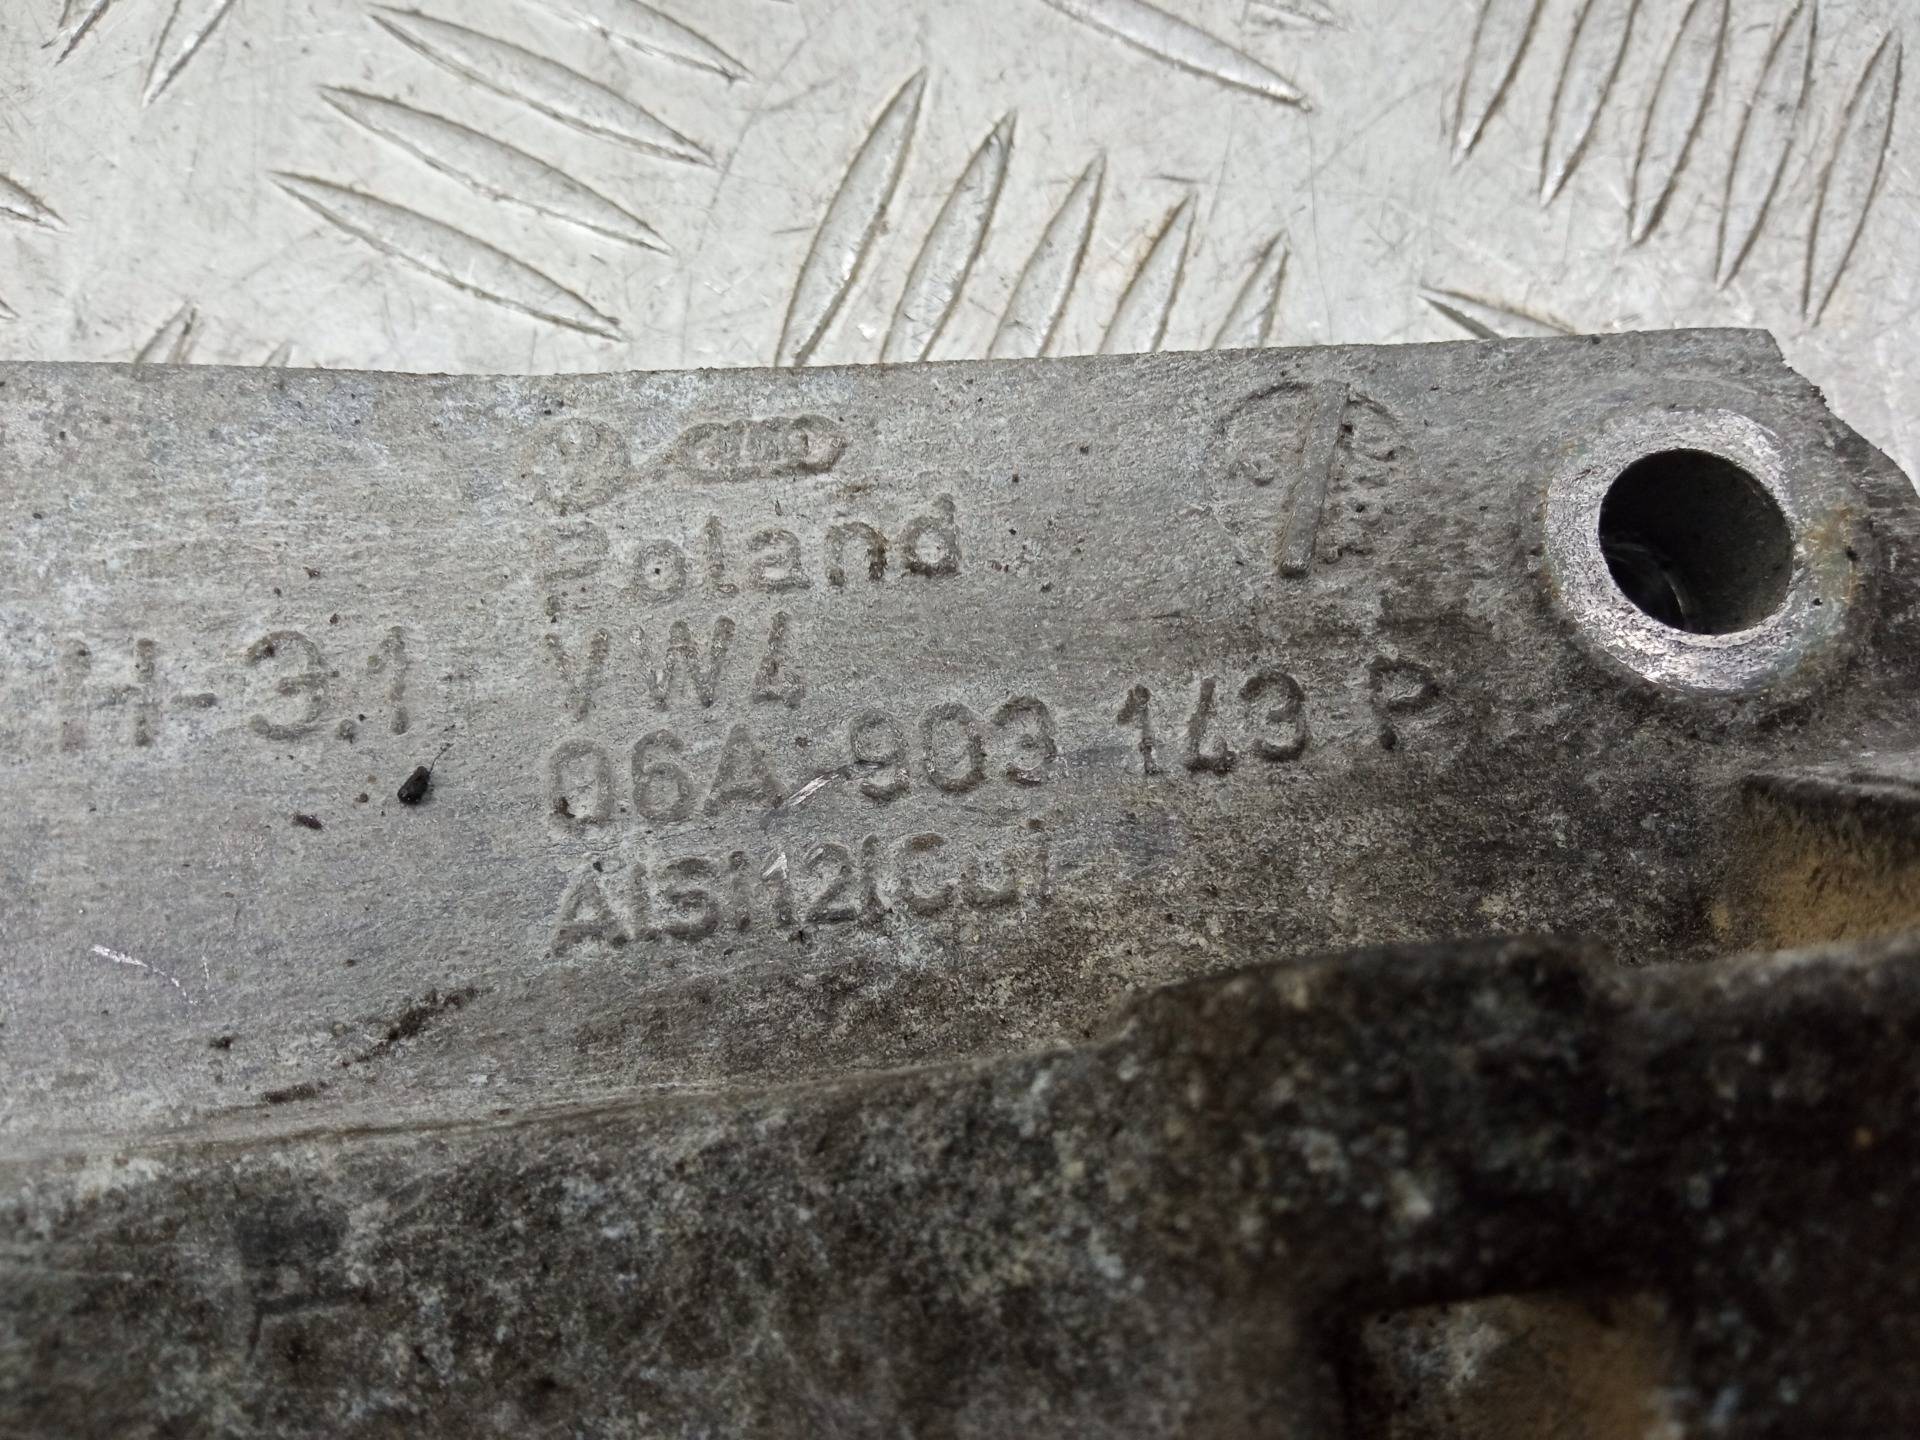 Poland
H-3.1
VW4
06A 903 143 P
AlSi12(Cu)